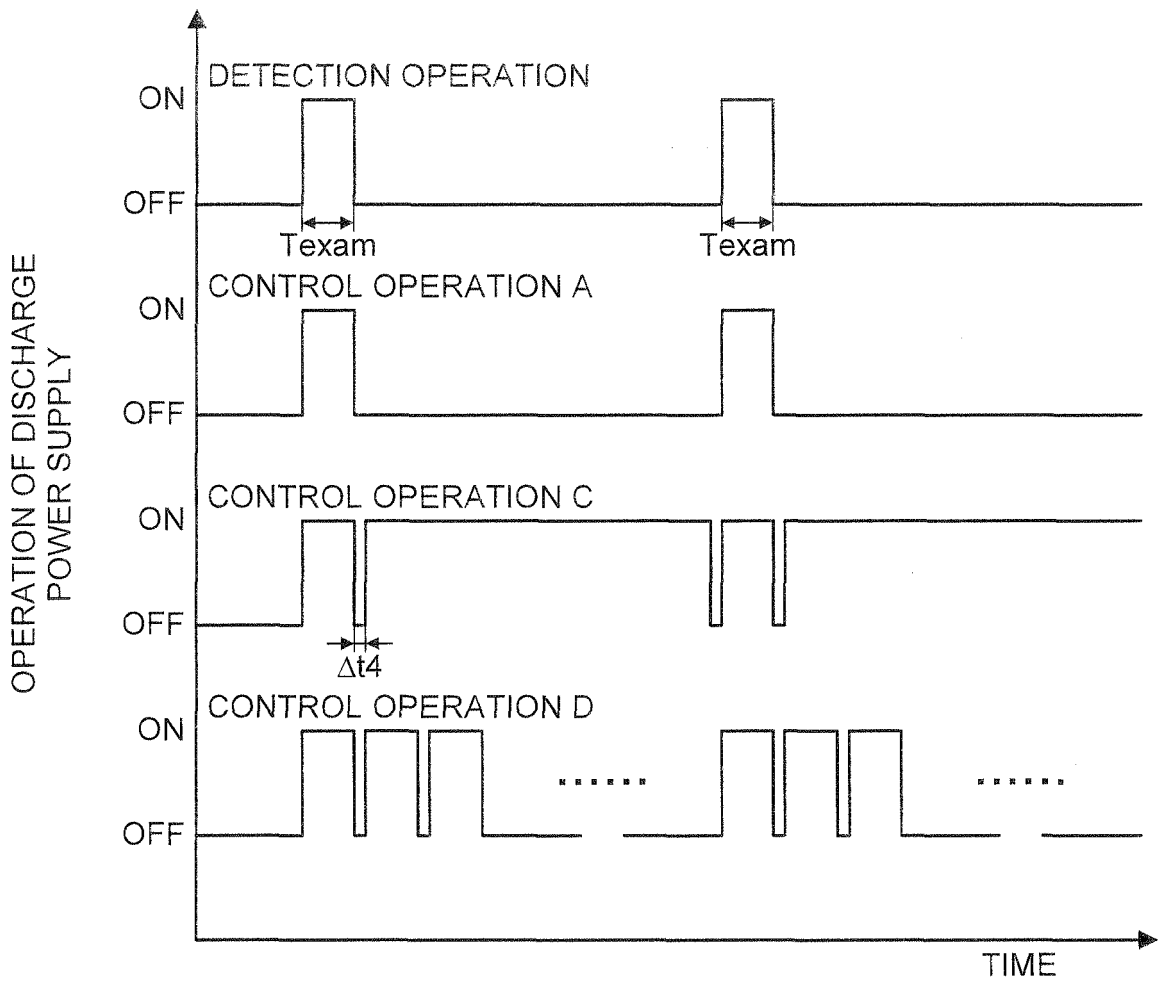 OPERATION OF DISCHARGE
POWER SUPPLY
DETECTION OPERATION
ON
OFF
Texam
Texam
CONTROL OPERATION A
ON
OFF
CONTROL OPERATION C
ON
OFF
Δt4
CONTROL OPERATION D
ON
......
......
OFF
TIME